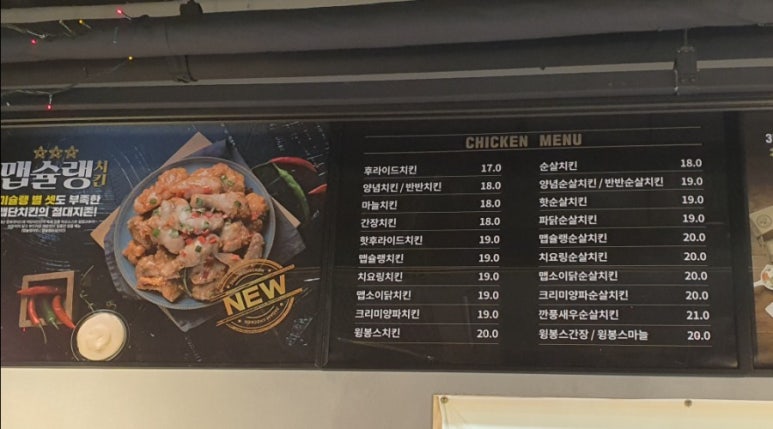 맵슐랭
치킨
미슐랭 별 셋도 부족한
맵단치킨의 절대지존!
NEW
CHICKEN MENU
후라이드치킨 17.0
양념치킨 / 반반치킨 18.0
마늘치킨 18.0
간장치킨 18.0
핫후라이드치킨 19.0
맵슐랭치킨 19.0
치요링치킨 19.0
맵소이닭치킨 19.0
크리미양파치킨 19.0
윙봉스치킨 20.0
순살치킨 18.0
양념순살치킨 / 반반순살치킨 19.0
핫순살치킨 19.0
파닭순살치킨 19.0
맵슐랭순살치킨 20.0
치요링순살치킨 20.0
맵소이닭순살치킨 20.0
크리미양파순살치킨 20.0
깐풍새우순살치킨 21.0
윙봉스간장 / 윙봉스마늘 20.0
3